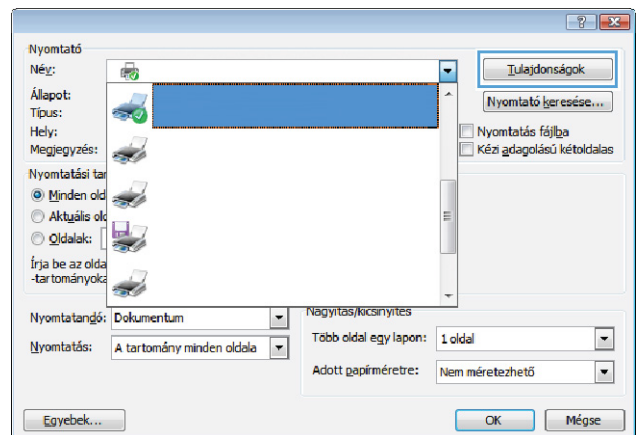 Nyomtató
Név:
Tulajdonságok
Állapot:
Nyomtató keresése...
Típus:
Hely:
Nyomtatás fájlba
Megjegyzés:
Kézi adagolású kétoldalas
Nyomtatási tar
Minden old
Aktuális olc
Oldalak:
Írja be az olda
-tartományoka
Nagyítás/kicsinyítés
Nyomtatandó: Dokumentum
Több oldal egy lapon: 1 oldal
Nyomtatás: A tartomány minden oldala
Adott papírméretre: Nem méretezhető
Egyebek...
OK
Mégse